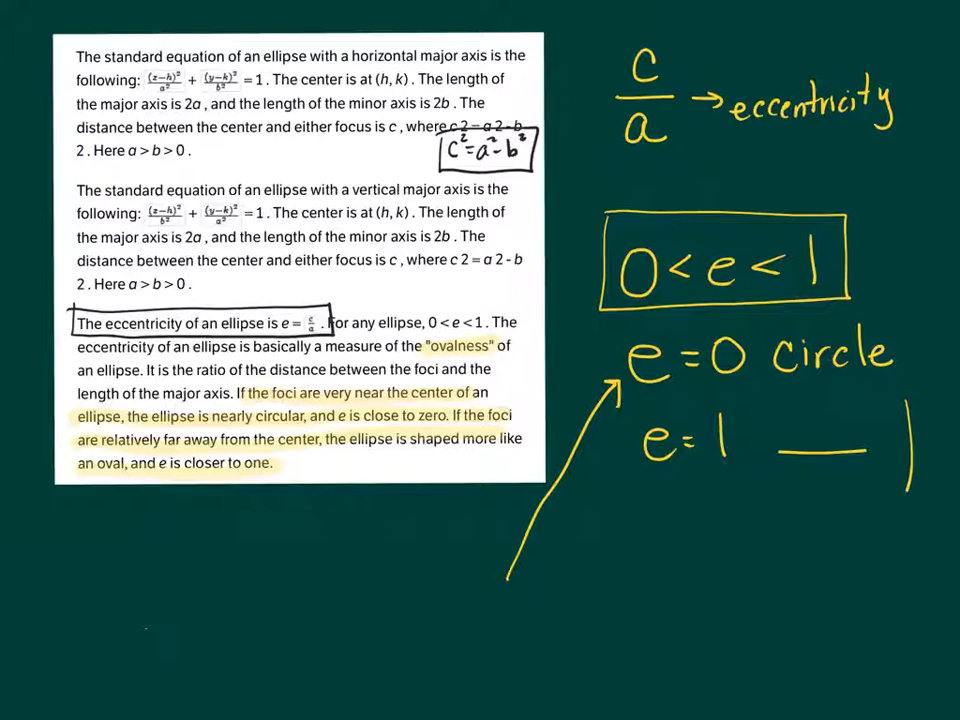 The standard equation of an ellipse with a horizontal major axis is the
following: (x-h)²/a² + (y-k)²/b² = 1 . The center is at (h, k) . The length of
the major axis is 2a , and the length of the minor axis is 2b . The
distance between the center and either focus is c , where c 2 = a 2 - b
2 . Here a > b > 0 .
c² = a² - b²
The standard equation of an ellipse with a vertical major axis is the
following: (x-h)²/b² + (y-k)²/a² = 1 . The center is at (h, k) . The length of
the major axis is 2a , and the length of the minor axis is 2b . The
distance between the center and either focus is c , where c 2 = a 2 - b
2 . Here a > b > 0 .
The eccentricity of an ellipse is e = c/a . For any ellipse, 0 < e < 1 . The
eccentricity of an ellipse is basically a measure of the "ovalness" of
an ellipse. It is the ratio of the distance between the foci and the
length of the major axis. If the foci are very near the center of an
ellipse, the ellipse is nearly circular, and e is close to zero. If the foci
are relatively far away from the center, the ellipse is shaped more like
an oval, and e is closer to one.
c/a → eccentricity
0 < e < 1
e = 0 circle
e = 1